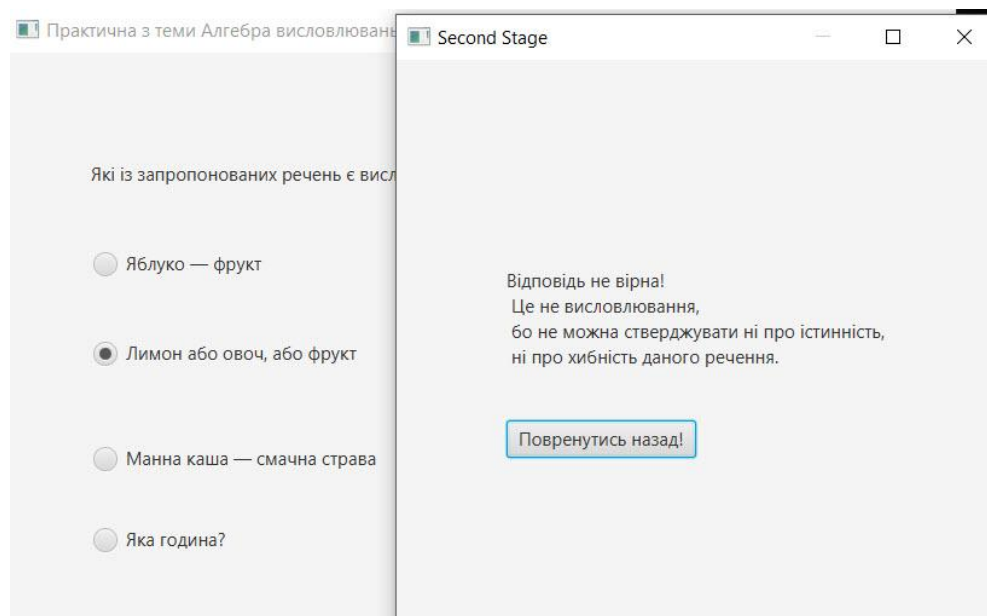 Практична з теми Алгебра висловлювань
Second Stage
Які із запропонованих речень є
Яблуко — фрукт
Лимон або овоч, або фрукт
Манна каша — смачна страва
Яка година?
Відповідь не вірна!
Це не висловлювання,
бо не можна стверджувати ні про істинність,
ні про хибність даного речення.
Повренутись назад!